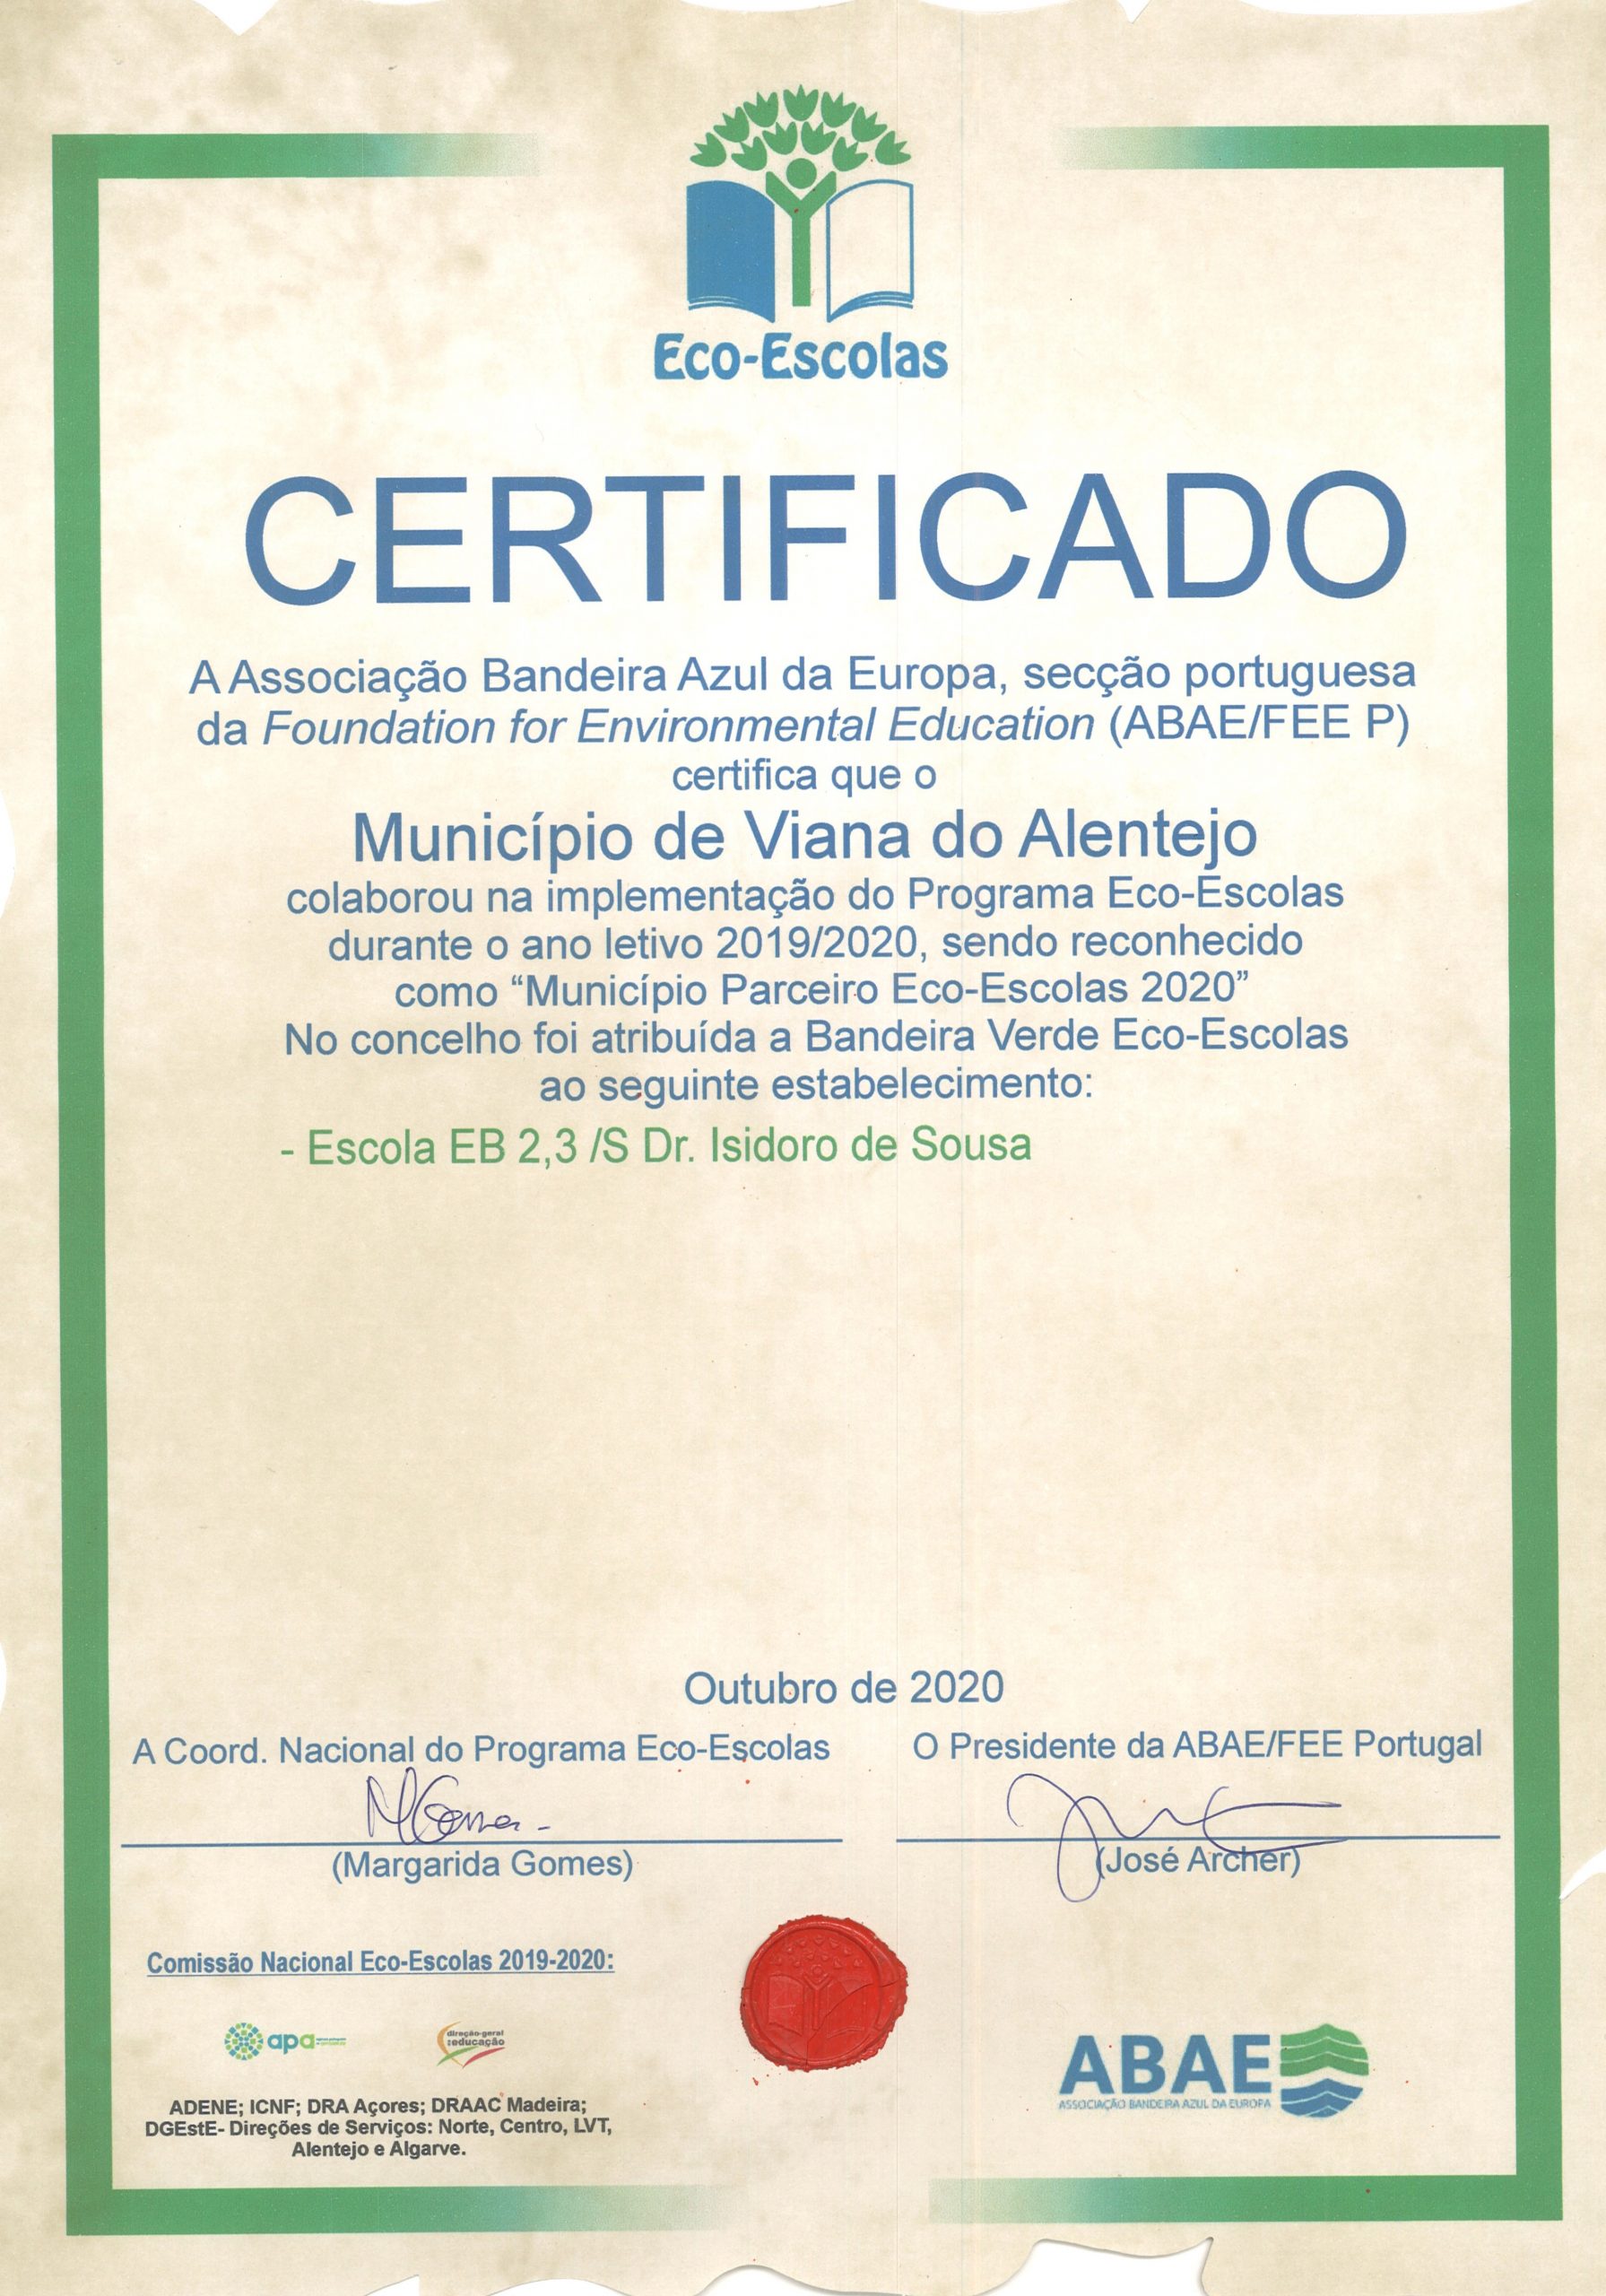 Eco-Escolas
CERTIFICADO
A Associação Bandeira Azul da Europa, secção portuguesa
da Foundation for Environmental Education (ABAE/FEE P)
certifica que o
Município de Viana do Alentejo
colaborou na implementação do Programa Eco-Escolas
durante o ano letivo 2019/2020, sendo reconhecido
como “Município Parceiro Eco-Escolas 2020”
No concelho foi atribuída a Bandeira Verde Eco-Escolas
ao seguinte estabelecimento:
- Escola EB 2,3 /S Dr. Isidoro de Sousa
Outubro de 2020
A Coord. Nacional do Programa Eco-Escolas
O Presidente da ABAE/FEE Portugal
(Margarida Gomes)
(José Archer)
Comissão Nacional Eco-Escolas 2019-2020:
apa
direção-geral
educação
ADENE; ICNF; DRA Açores; DRAAC Madeira;
DGEstE- Direções de Serviços: Norte, Centro, LVT,
Alentejo e Algarve.
ABAE
ASSOCIAÇÃO BANDEIRA AZUL DA EUROPA